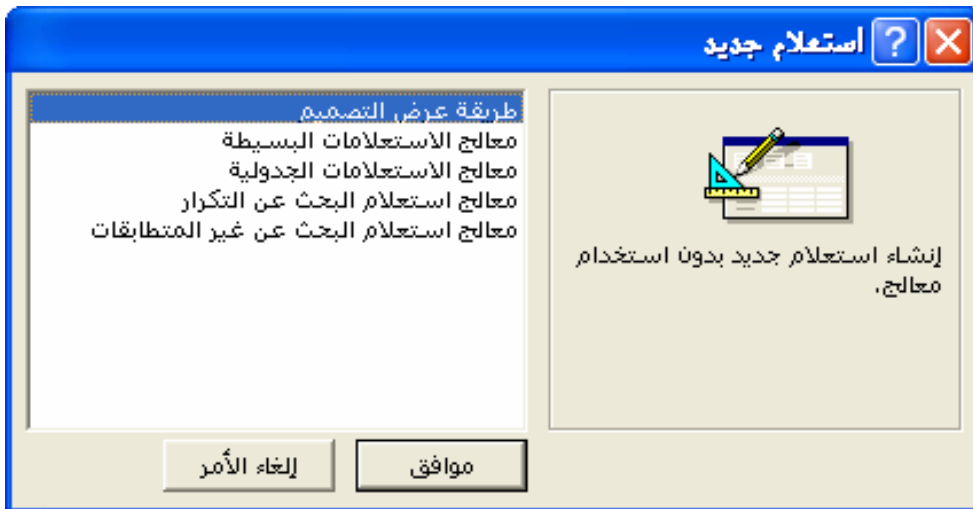 استعلام جديد
طريقة عرض التصميم
معالج الاستعلامات البسيطة
معالج الاستعلامات الجدولية
معالج استعلام البحث عن التكرار
معالج استعلام البحث عن غير المتطابقات
إنشاء استعلام جديد بدون استخدام
معالج.
موافق
إلغاء الأمر